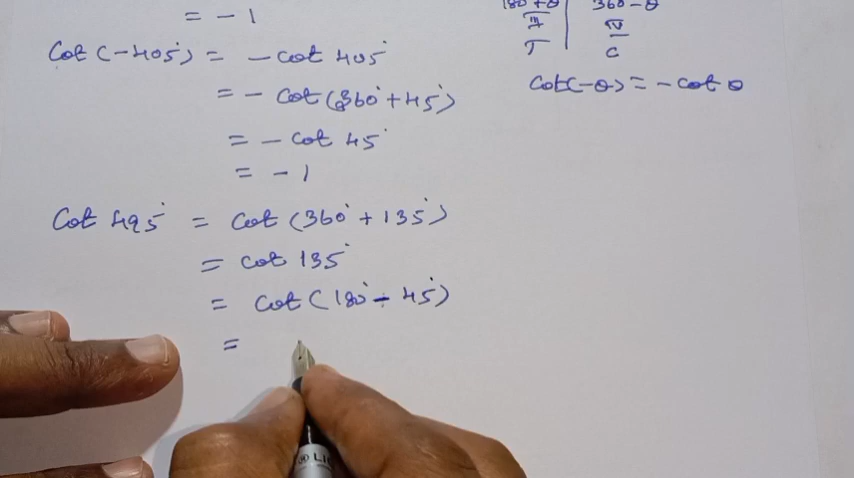 = -1
180+θ | 360-θ
III | IV
T | C
Cot (-405°) = - cot 405°
= - cot (360° + 45°)
cot(-θ) = - cot θ
= - cot 45°
= - 1
Cot 495° = cot (360° + 135°)
= cot 135°
= cot (180° - 45°)
=